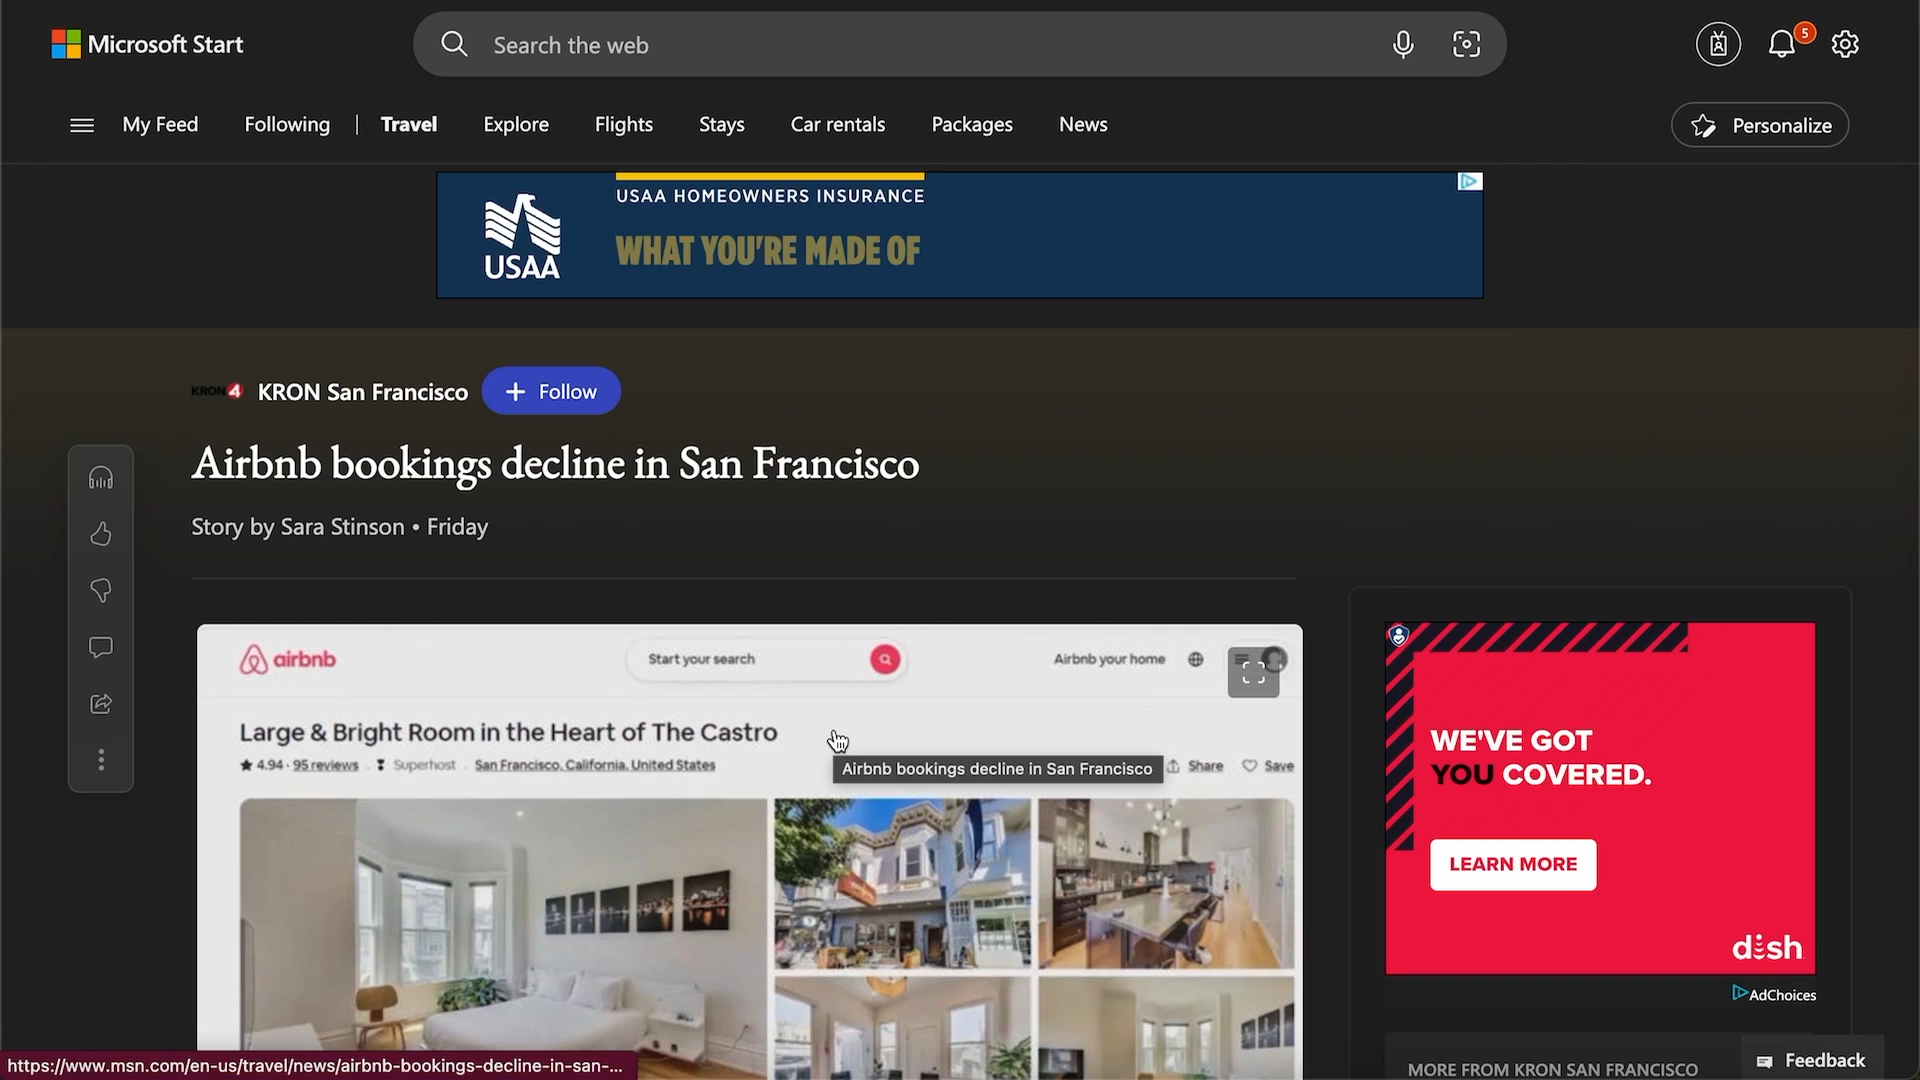 Microsoft Start
Search the web
5
My Feed
Following
Travel
Explore
Flights
Stays
Car rentals
Packages
News
Personalize
USAA HOMEOWNERS INSURANCE
WHAT YOU'RE MADE OF
USAA
KRON 4
KRON San Francisco
+ Follow
Airbnb bookings decline in San Francisco
Story by Sara Stinson • Friday
airbnb
Start your search
Airbnb your home
Large & Bright Room in the Heart of The Castro
★ 4.94 · 95 reviews · Superhost · San Francisco, California, United States
Share
Save
Airbnb bookings decline in San Francisco
WE'VE GOT
YOU COVERED.
LEARN MORE
dish
AdChoices
MORE FROM KRON SAN FRANCISCO
Feedback
https://www.msn.com/en-us/travel/news/airbnb-bookings-decline-in-san-...